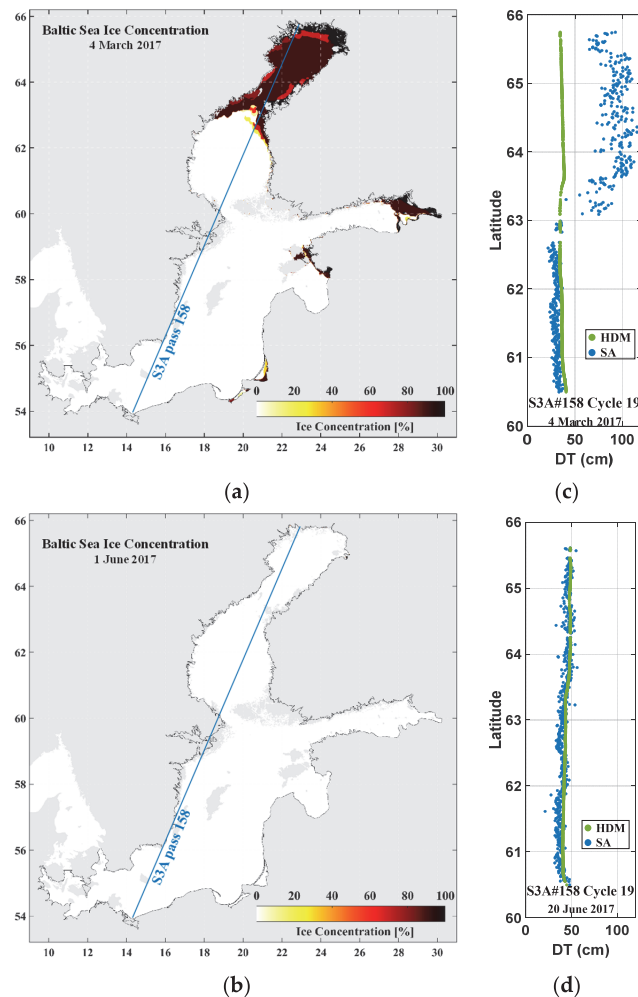 Baltic Sea Ice Concentration
4 March 2017
66
64
62
60
58
56
54
S3A pass 158
0 20 40 60 80 100
Ice Concentration [%]
10 12 14 16 18 20 22 24 26 28 30
(a)
66
65
64
63
62
61
60
Latitude
HDM
SA
S3A#158 Cycle 19
4 March 2017
0 50 100
DT (cm)
(c)
Baltic Sea Ice Concentration
1 June 2017
66
64
62
60
58
56
54
S3A pass 158
0 20 40 60 80 100
Ice Concentration [%]
10 12 14 16 18 20 22 24 26 28 30
(b)
66
65
64
63
62
61
60
Latitude
HDM
SA
S3A#158 Cycle 19
20 June 2017
0 50 100
DT (cm)
(d)